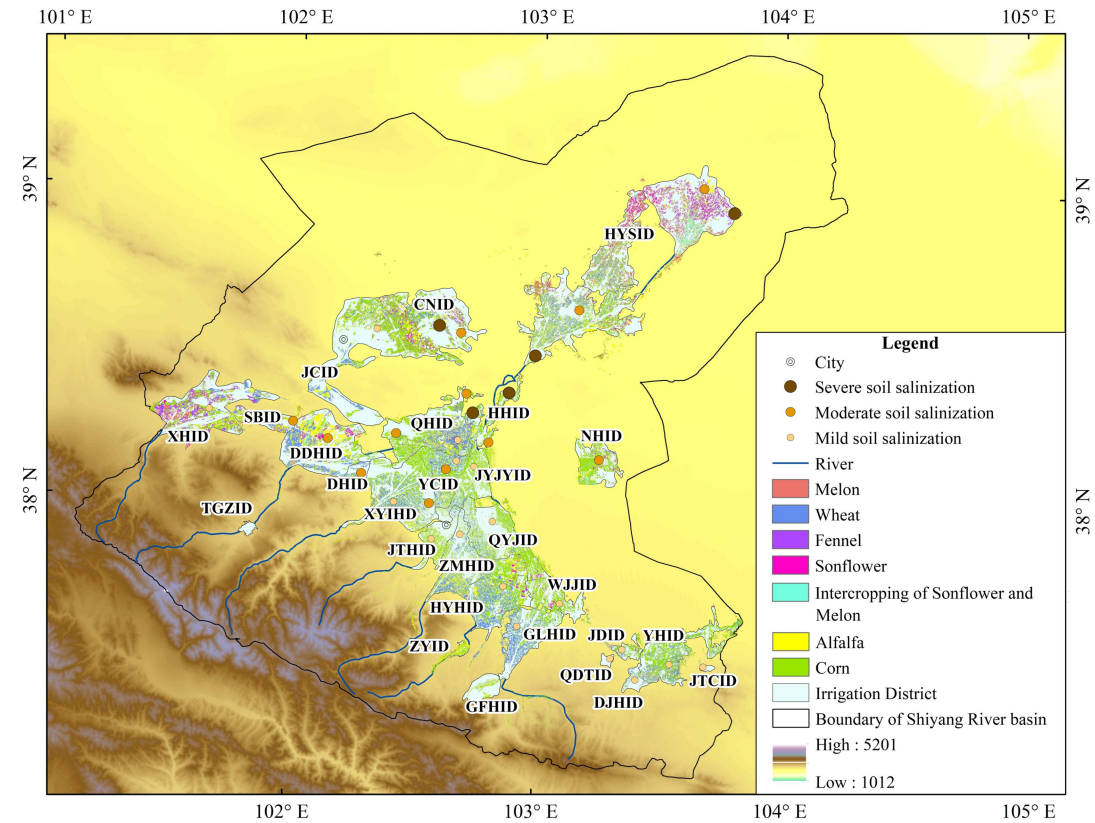 101° E 102° E 103° E 104° E 105° E
39° N
39° N
HYSID
CNID
JCID
HHID
QHID
SBID
XHID
DDHID
NHID
JYJYID
DHID
YCID
TGZID
XYIHD
QYJID
JTHID
ZMHID
WJJID
HYHID
GLHID
JDID
YHID
ZYID
QDTID
JTCID
DJHID
GFHID
38° N
38° N
Legend
City
Severe soil salinization
Moderate soil salinization
Mild soil salinization
River
Melon
Wheat
Fennel
Sonflower
Intercropping of Sonflower and
Melon
Alfalfa
Corn
Irrigation District
Boundary of Shiyang River basin
High : 5201
Low : 1012
102° E 103° E 104° E 105° E